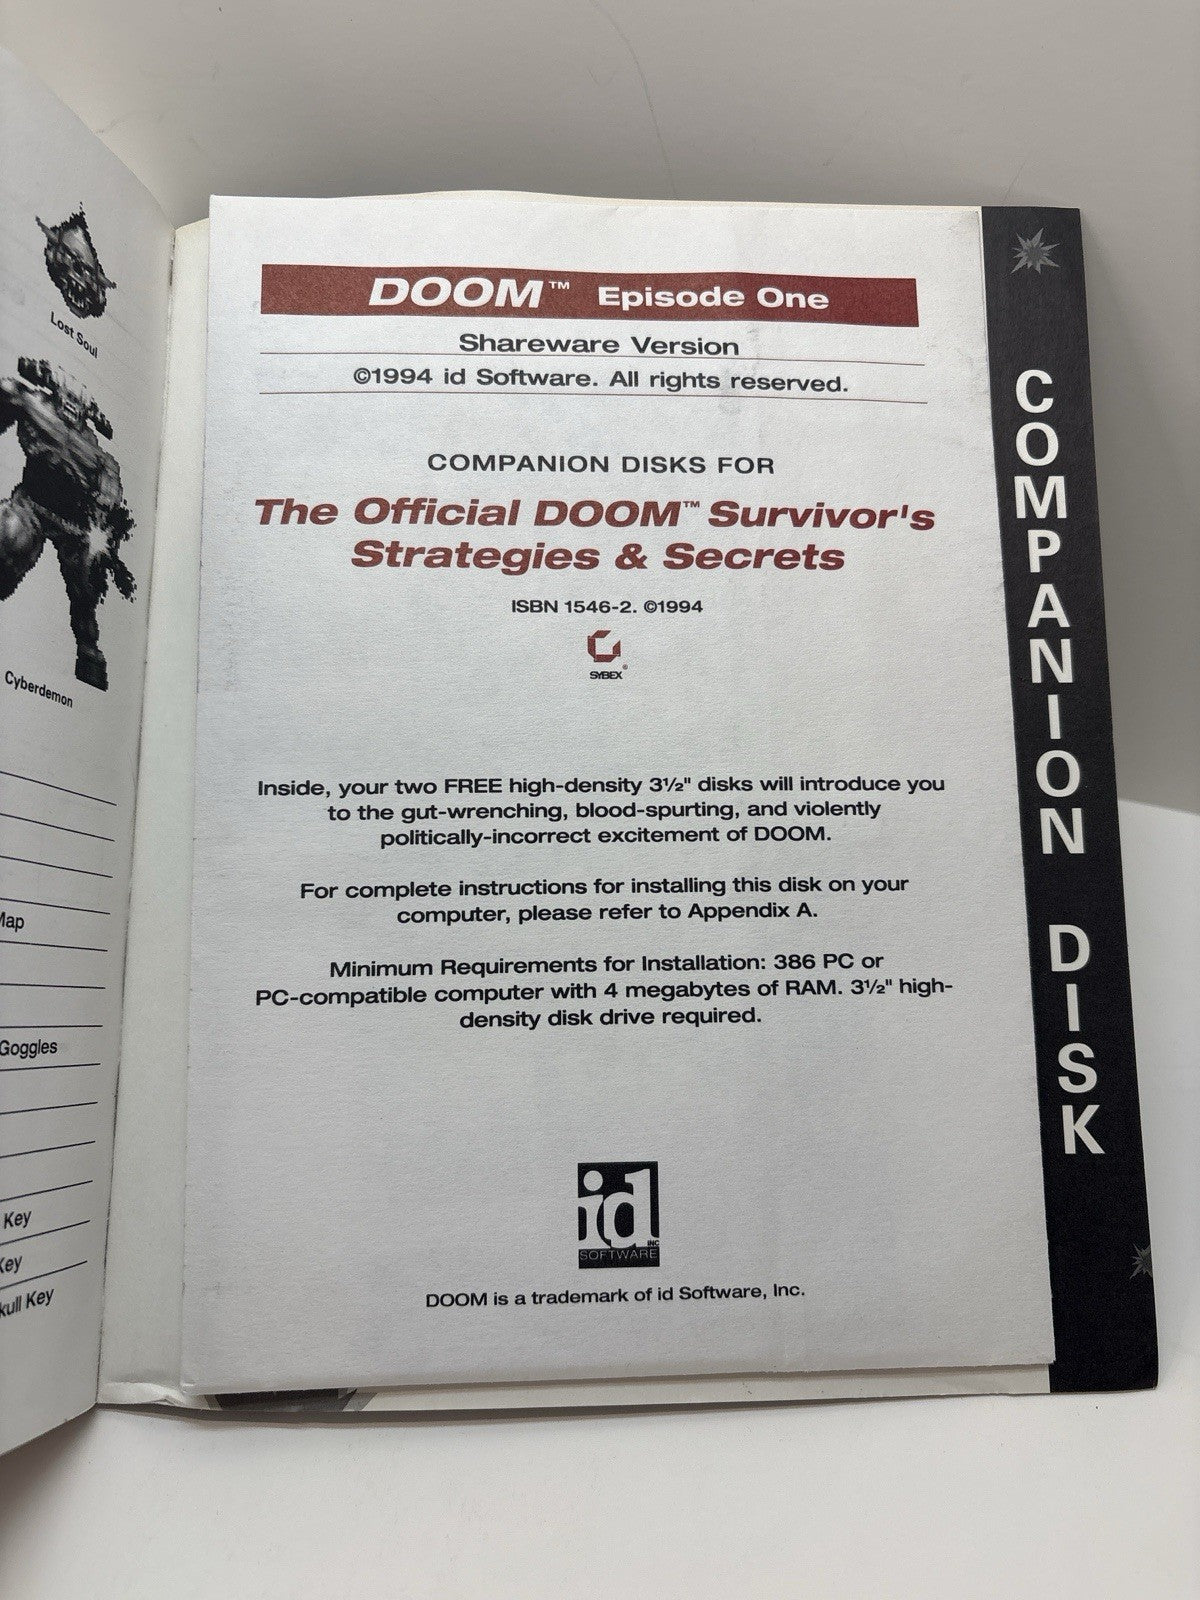 Lost Soul
Cyberdemon
Map
Goggles
Key
Key
Skull Key
DOOM™ Episode One
Shareware Version
©1994 id Software. All rights reserved.
COMPANION DISKS FOR
The Official DOOM™ Survivor's
Strategies & Secrets
ISBN 1546-2. ©1994
SYBEX®
Inside, your two FREE high-density 3½" disks will introduce you
to the gut-wrenching, blood-spurting, and violently
politically-incorrect excitement of DOOM.
For complete instructions for installing this disk on your
computer, please refer to Appendix A.
Minimum Requirements for Installation: 386 PC or
PC-compatible computer with 4 megabytes of RAM. 3½" high-
density disk drive required.
id
INC
SOFTWARE
DOOM is a trademark of id Software, Inc.
COMPANION DISK